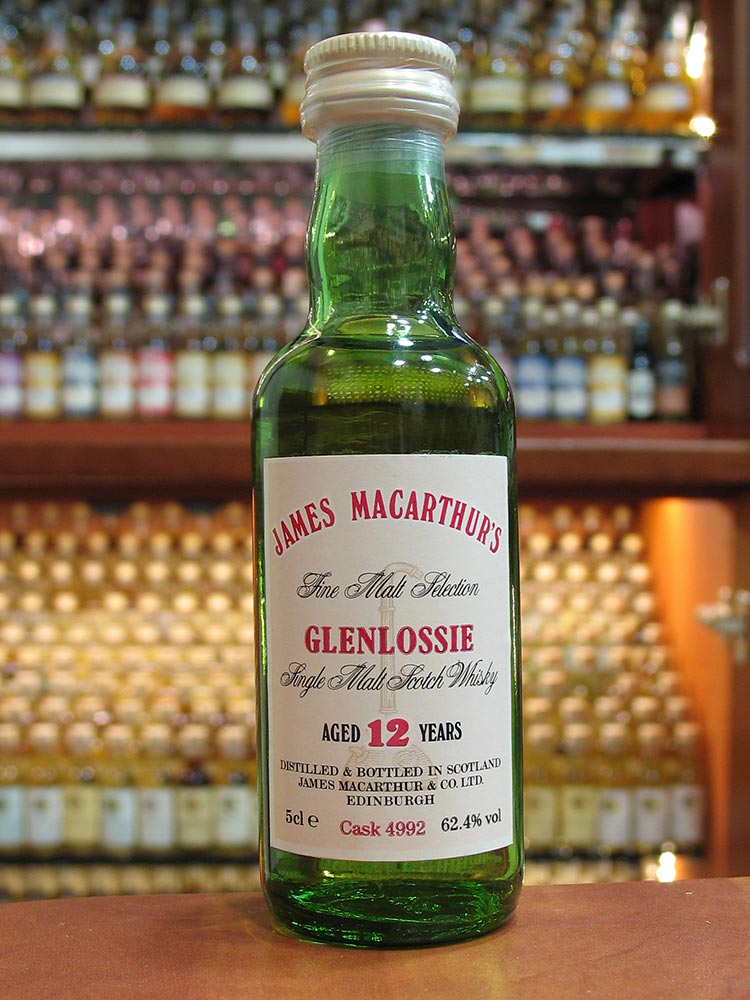 JAMES MACARTHUR'S
Fine Malt Selection
GLENLOSSIE
Single Malt Scotch Whisky
AGED 12 YEARS
DISTILLED & BOTTLED IN SCOTLAND
JAMES MACARTHUR & CO. LTD.
EDINBURGH
5cl e Cask 4992 62.4% vol